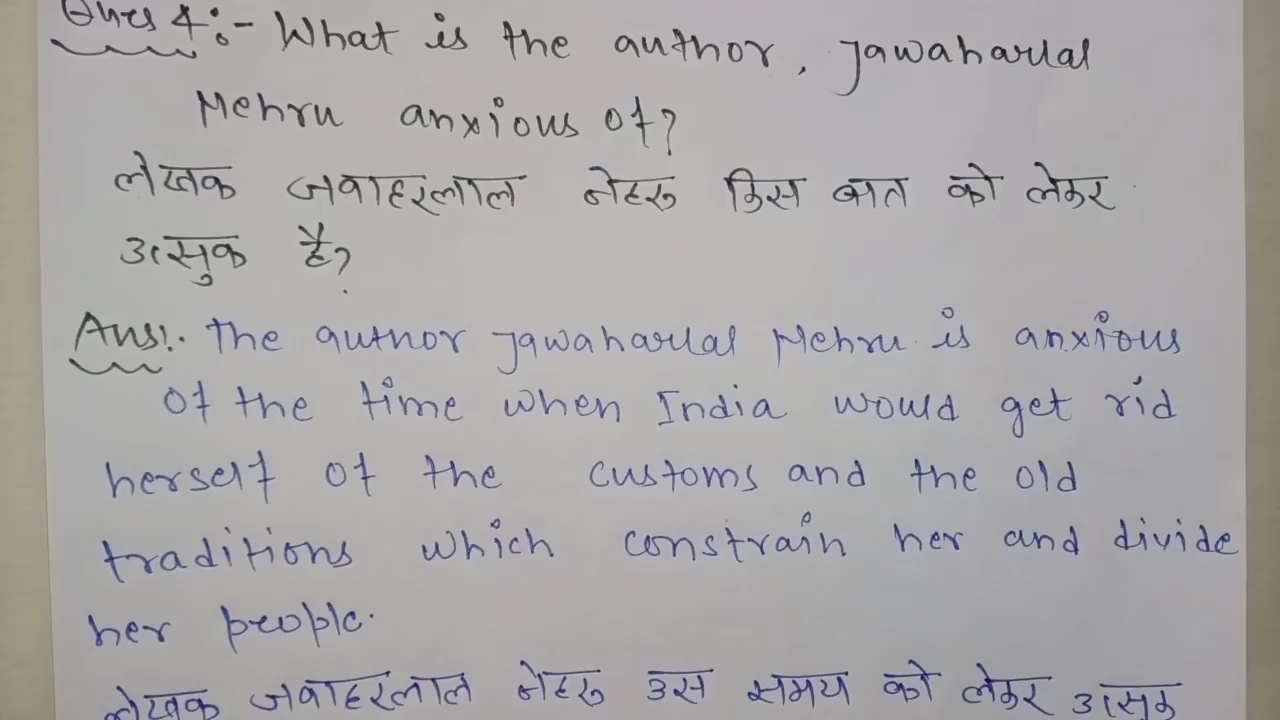 Ques 4:- What is the author, Jawaharlal
Nehru anxious of?
लेखक जवाहरलाल नेहरू किस बात को लेकर
उत्सुक है?
Ans:. The author Jawaharlal Nehru is anxious
of the time when India would get rid
herself of the customs and the old
traditions which constrain her and divide
her people.
लेखक जवाहरलाल नेहरू उस समय को लेकर उत्सुक